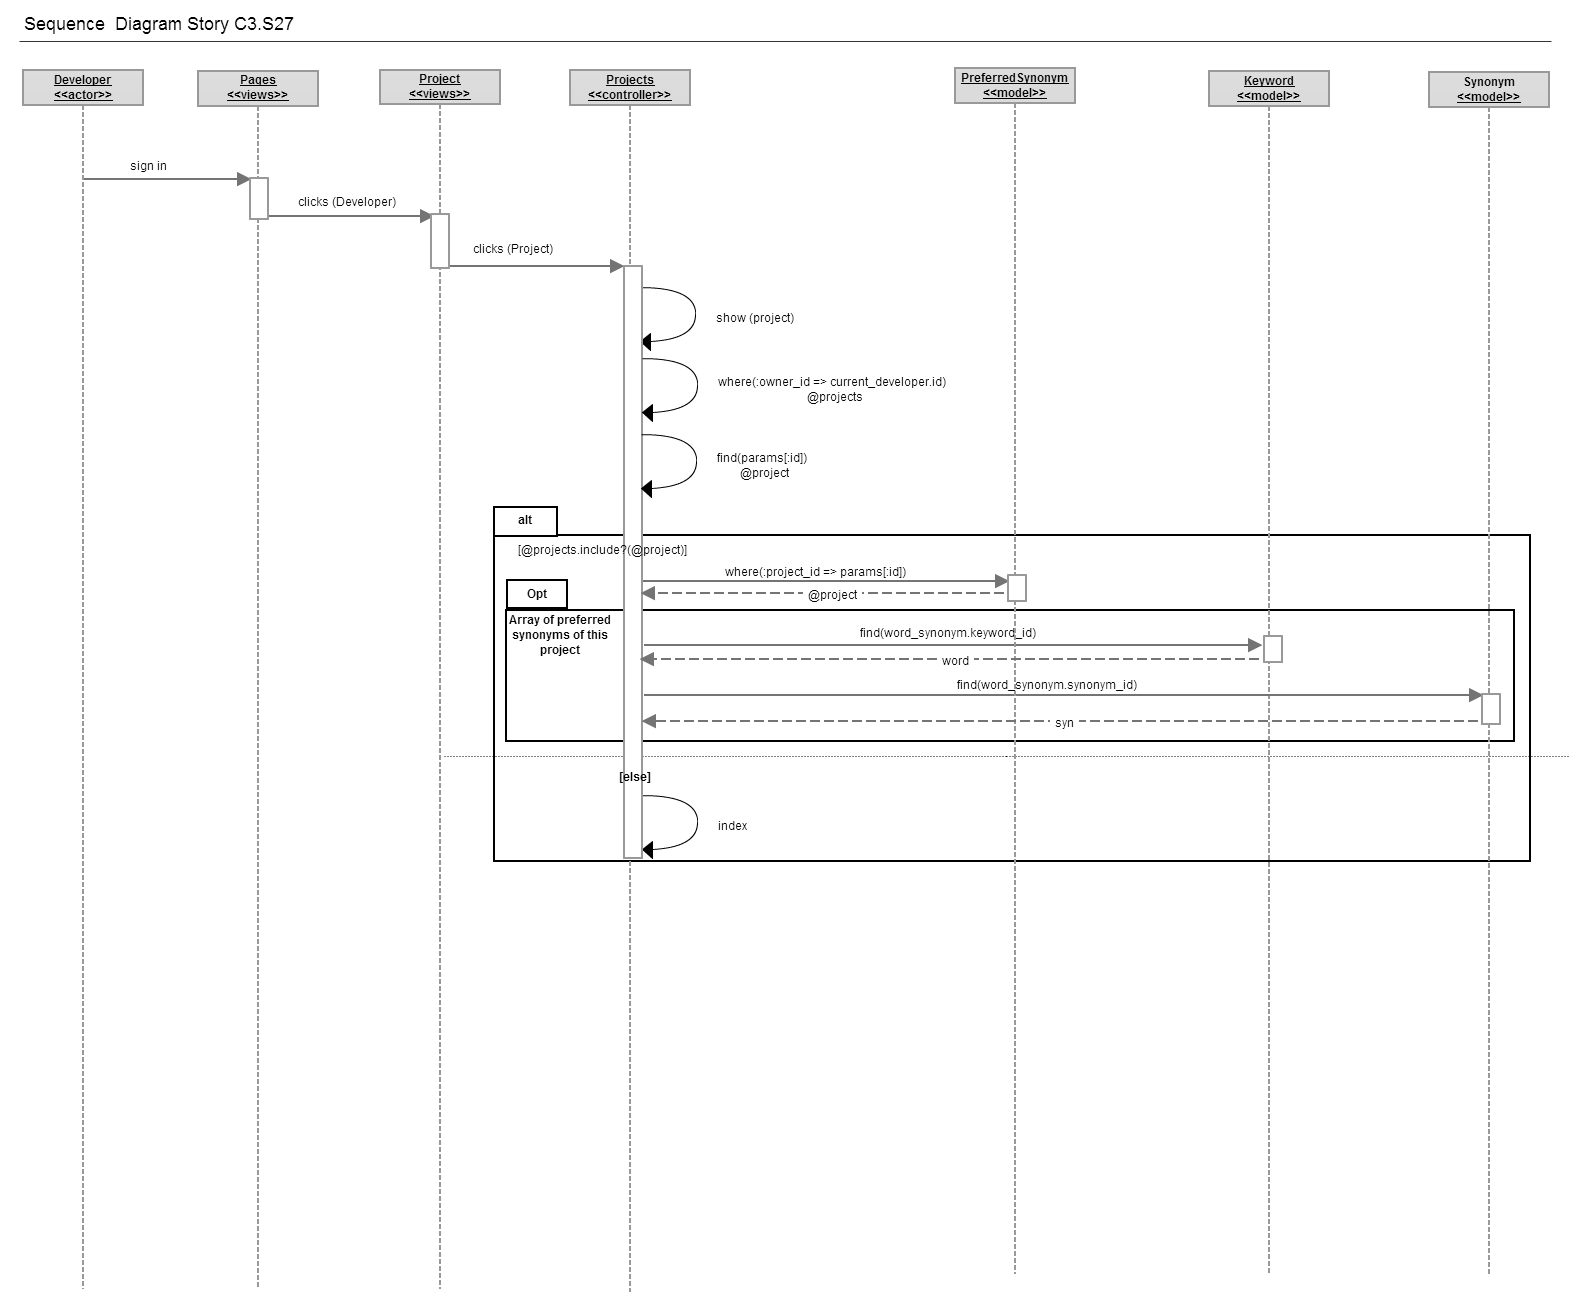 Sequence  Diagram Story C3.S27
Developer
<<actor>>
Pages
<<views>>
Project
<<views>>
Projects
<<controller>>
PreferredSynonym
<<model>>
Keyword
<<model>>
Synonym
<<model>>
sign in
clicks (Developer)
clicks (Project)
show (project)
where(:owner_id => current_developer.id)
@projects
find(params[:id])
@project
alt
[@projects.include?(@project)]
where(:project_id => params[:id])
@project
Opt
Array of preferred
synonyms of this
project
find(word_synonym.keyword_id)
word
find(word_synonym.synonym_id)
syn
[else]
index